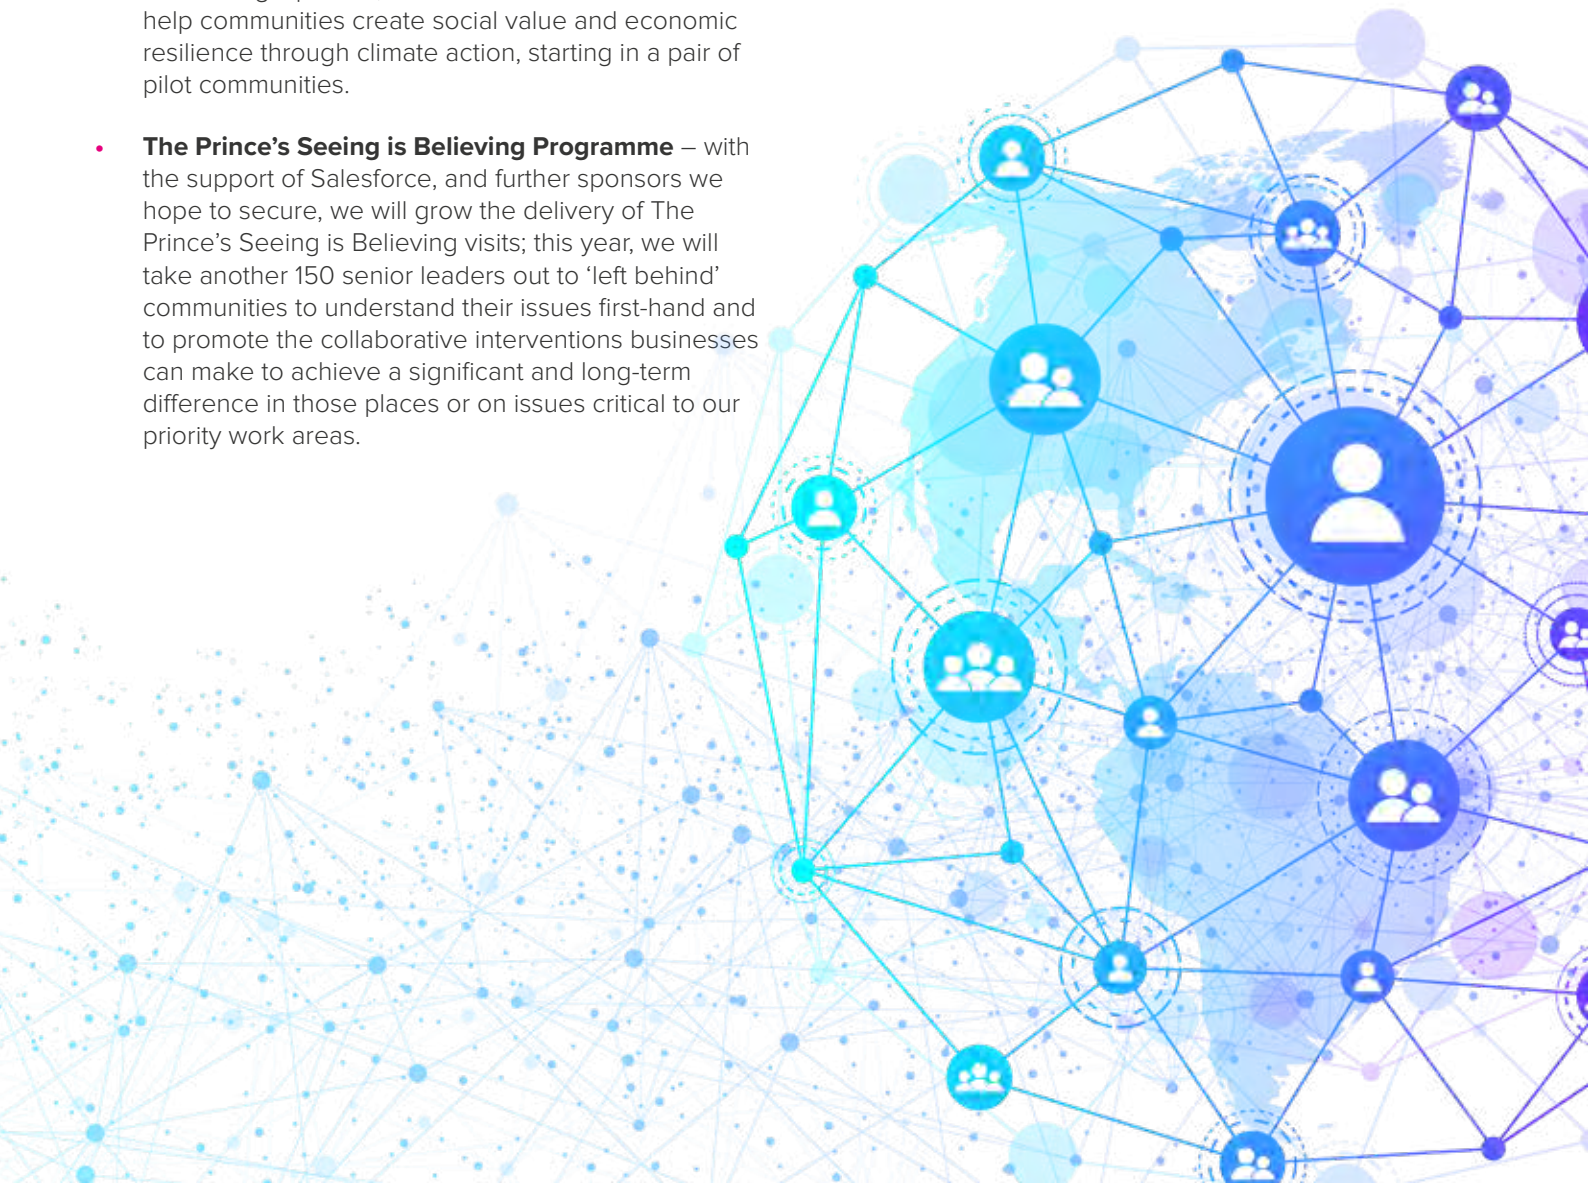 help communities create social value and economic
resilience through climate action, starting in a pair of
pilot communities.
• The Prince’s Seeing is Believing Programme – with
the support of Salesforce, and further sponsors we
hope to secure, we will grow the delivery of The
Prince’s Seeing is Believing visits; this year, we will
take another 150 senior leaders out to ‘left behind’
communities to understand their issues first-hand and
to promote the collaborative interventions businesses
can make to achieve a significant and long-term
difference in those places or on issues critical to our
priority work areas.